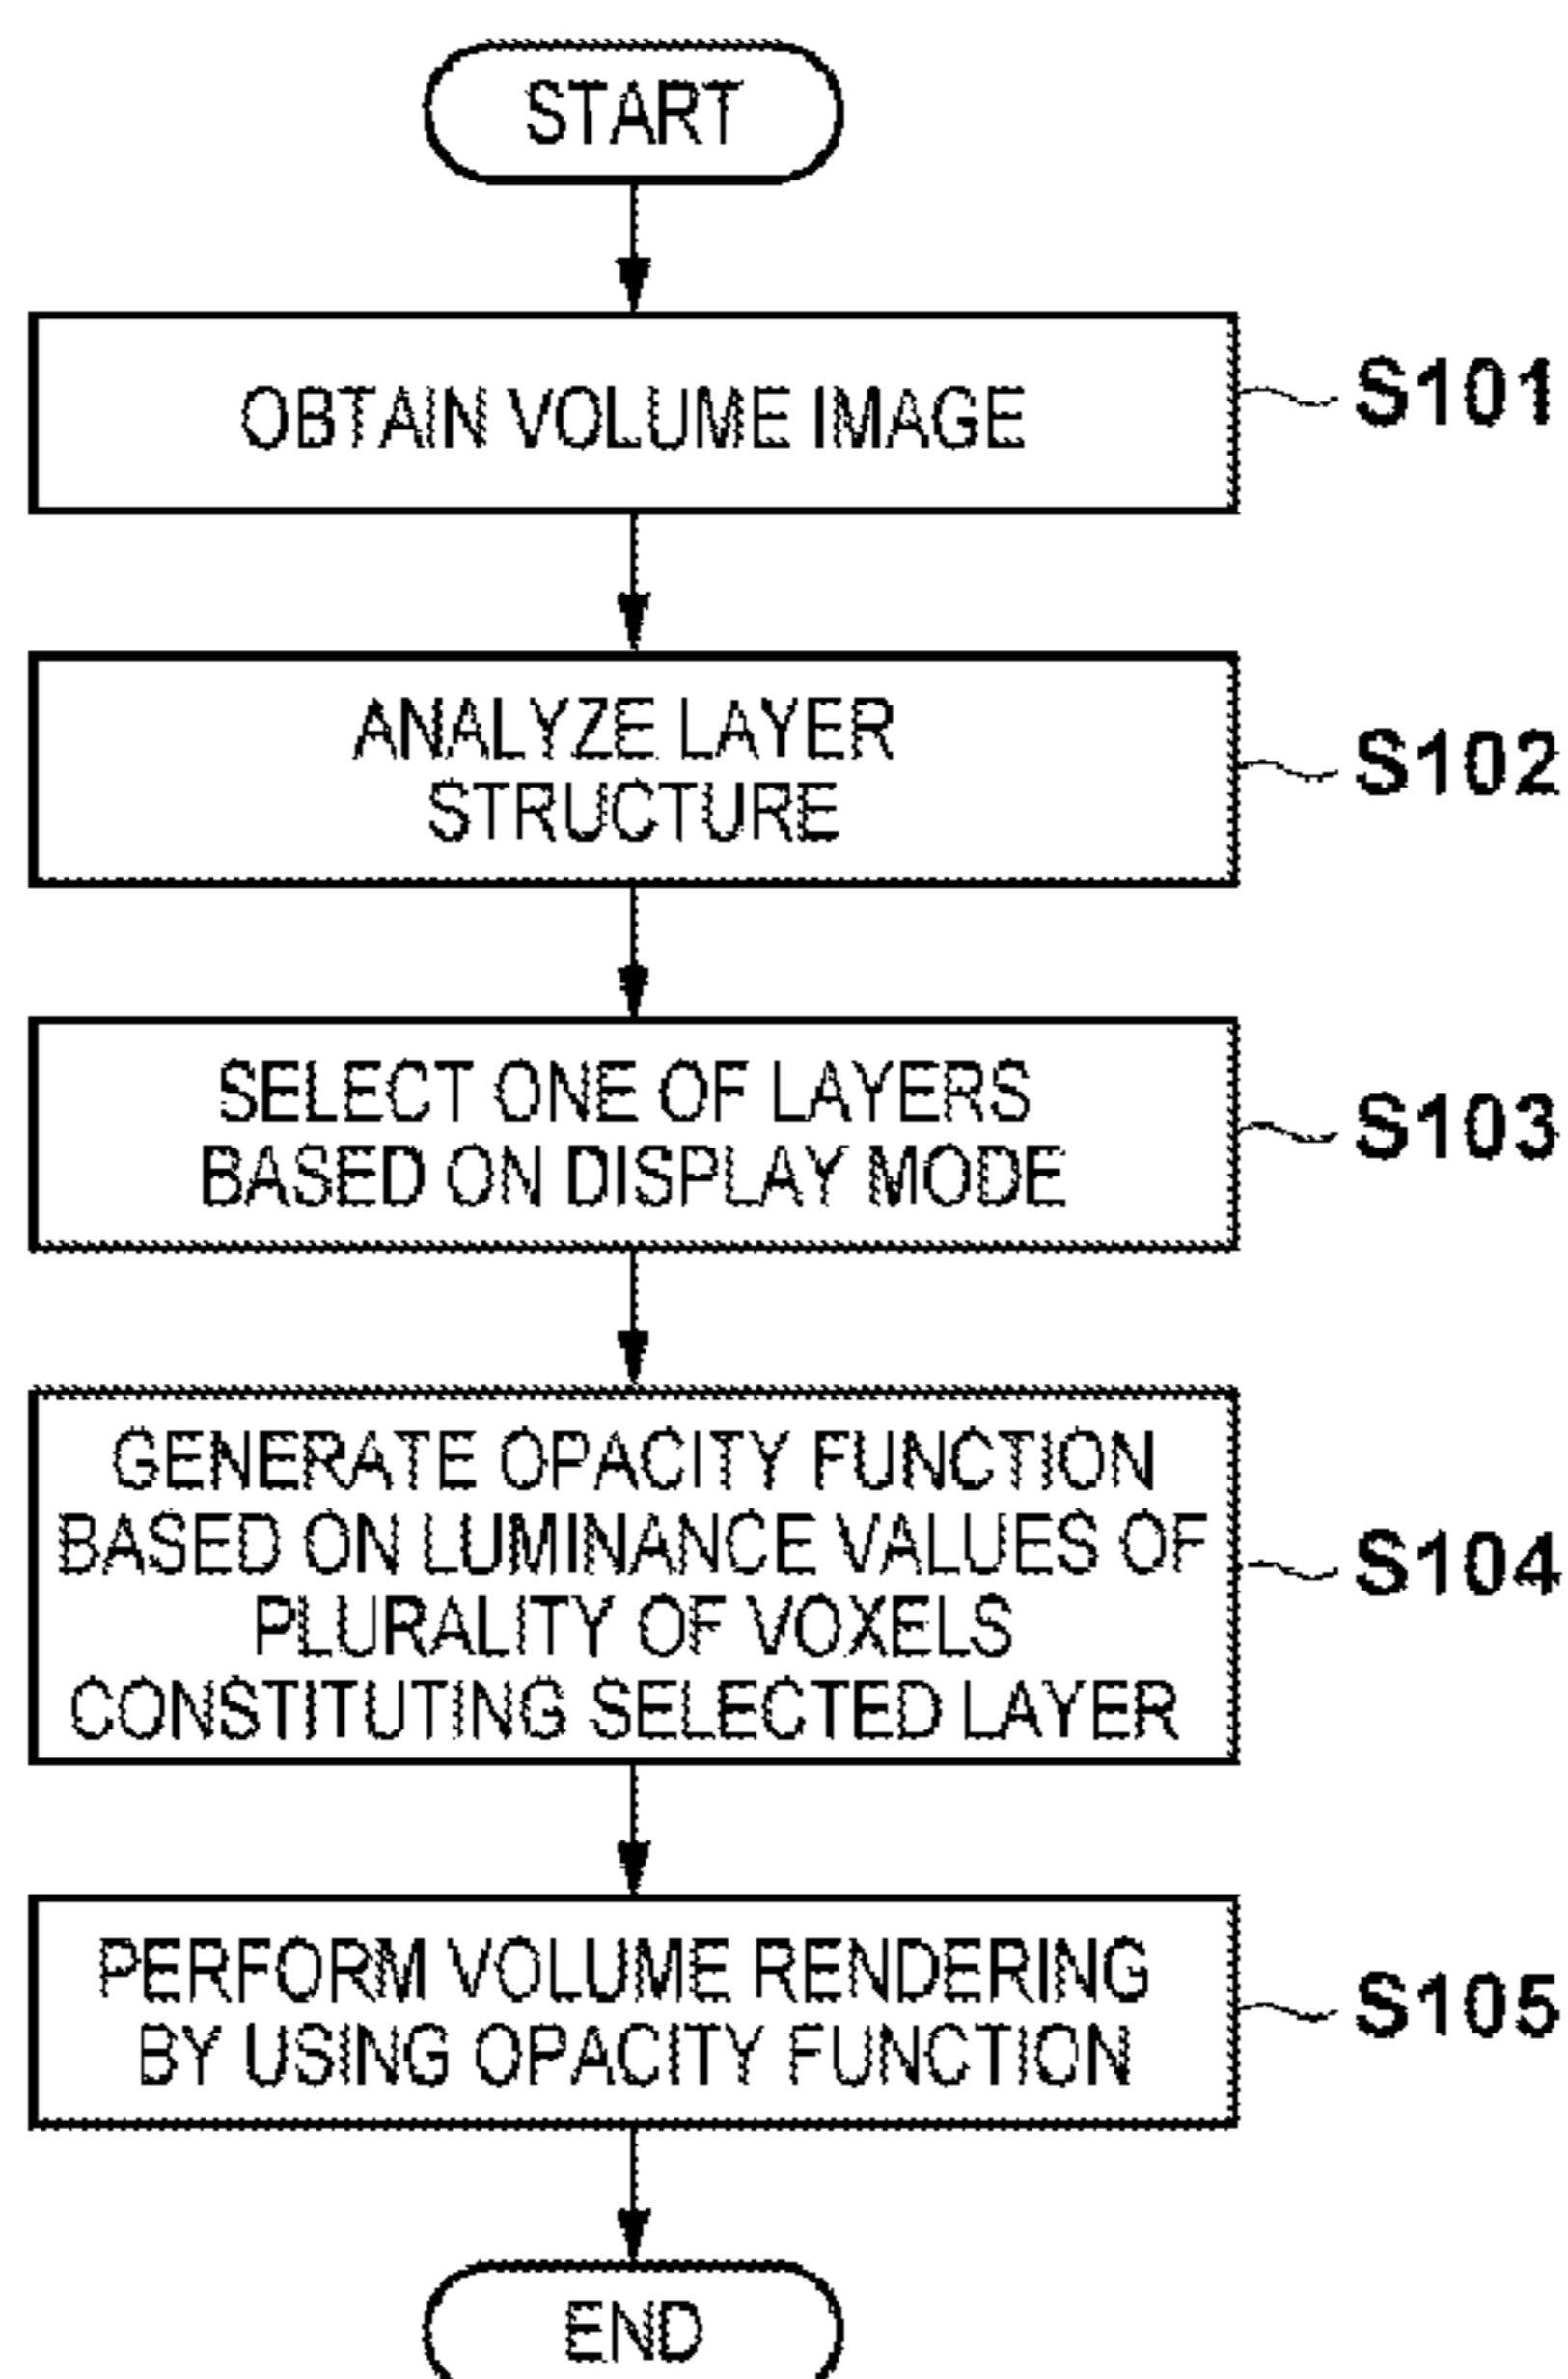 START
OBTAIN VOLUME IMAGE
S101
ANALYZE LAYER
STRUCTURE
S102
SELECT ONE OF LAYERS
BASED ON DISPLAY MODE
S103
GENERATE OPACITY FUNCTION
BASED ON LUMINANCE VALUES OF
PLURALITY OF VOXELS
CONSTITUTING SELECTED LAYER
S104
PERFORM VOLUME RENDERING
BY USING OPACITY FUNCTION
S105
END